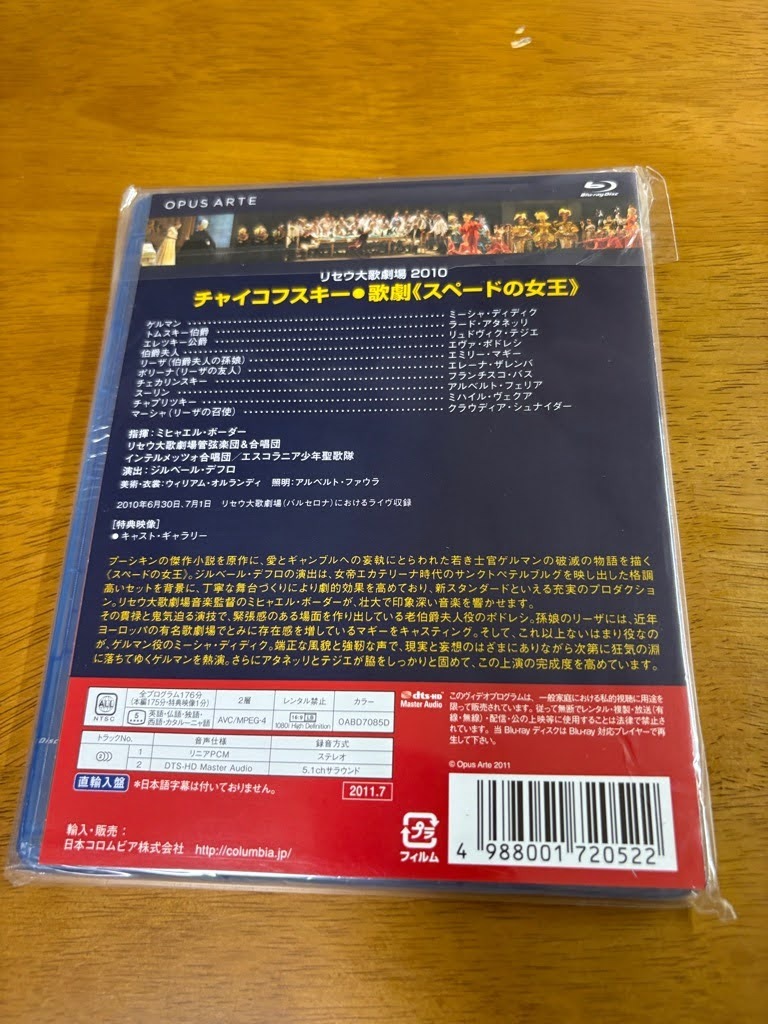 OPUS ARTE
Blu-ray Disc
リセウ大歌劇場 2010
チャイコフスキー●歌劇《スペードの女王》
ゲルマン ミーシャ・ディディク
トムスキー伯爵 ラード・アタネッリ
エレツキー公爵 リュドヴィク・テジエ
伯爵夫人 エヴァ・ポドレシ
リーザ(伯爵夫人の孫娘) エミリー・マギー
ポリーナ(リーザの友人) エレーナ・ザレンバ
チェカリンスキー フランチスコ・バス
スーリン アルベルト・フェリア
チャプリツキー ミハイル・ヴェクア
マーシャ(リーザの召使) クラウディア・シュナイダー
指揮:ミヒャエル・ボーダー
リセウ大歌劇場管弦楽団&合唱団
インテルメッツォ合唱団/エスコラニア少年聖歌隊
演出:ジルベール・デフロ
美術・衣裳:ウィリアム・オルランディ 照明:アルベルト・ファウラ
2010年6月30日、7月1日 リセウ大歌劇場(バルセロナ)におけるライヴ収録
[特典映像]
●キャスト・ギャラリー
プーシキンの傑作小説を原作に、愛とギャンブルへの妄執にとらわれた若き士官ゲルマンの破滅の物語を描く
《スペードの女王》。ジルベール・デフロの演出は、女帝エカテリーナ時代のサンクトペテルブルグを映し出した格調
高いセットを背景に、丁寧な舞台づくりにより劇的効果を高めており、新スタンダードといえる充実のプロダクショ
ン。リセウ大歌劇場音楽監督のミヒャエル・ボーダーが、壮大で印象深い音楽を響かせます。
その貫禄と鬼気迫る演技で、緊張感のある場面を作り出している老伯爵夫人役のポドレシ。孫娘のリーザには、近年
ヨーロッパの有名歌劇場でとみに存在感を増しているマギーをキャスティング。そして、これ以上ないはまり役なの
が、ゲルマン役のミーシャ・ディディク。端正な風貌と強靭な声で、現実と妄想のはざまにありながら次第に狂気の淵
に落ちてゆくゲルマンを熱演。さらにアタネッリとテジエが脇をしっかりと固めて、この上演の完成度を高めています。
ALL
NTSC
全プログラム176分
(本編175分・特典映像1分)
2層
レンタル禁止
カラー
5
英語・仏語・独語・
西語・カタルーニャ語
AVC/MPEG-4
16:9 LB
1080i High Definition
OABD7085D
トラックNo.
音声仕様
録音方式
1 リニアPCM ステレオ
2 DTS-HD Master Audio 5.1chサラウンド
直輸入盤 *日本語字幕は付いておりません。
2011.7
dts-HD
Master Audio
このヴィデオプログラムは、一般家庭における私的視聴に用途を
限って販売されています。従って無断でレンタル・複製・放送(有
線・無線)・配信・公の上映等に使用することは法律で禁止さ
れています。当Blu-rayディスクはBlu-ray対応プレイヤーで再
生して下さい。
© Opus Arte 2011
輸入・販売:
日本コロムビア株式会社 http://columbia.jp/
プラ
フィルム
4 988001 720522
Disc